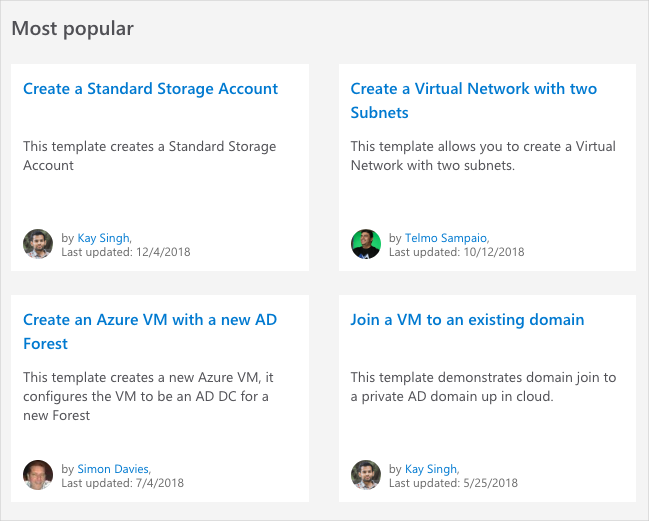 Most popular
Create a Standard Storage Account
This template creates a Standard Storage
Account
by Kay Singh,
Last updated: 12/4/2018
Create a Virtual Network with two
Subnets
This template allows you to create a Virtual
Network with two subnets.
by Telmo Sampaio,
Last updated: 10/12/2018
Create an Azure VM with a new AD
Forest
This template creates a new Azure VM, it
configures the VM to be an AD DC for a
new Forest
by Simon Davies,
Last updated: 7/4/2018
Join a VM to an existing domain
This template demonstrates domain join to
a private AD domain up in cloud.
by Kay Singh,
Last updated: 5/25/2018